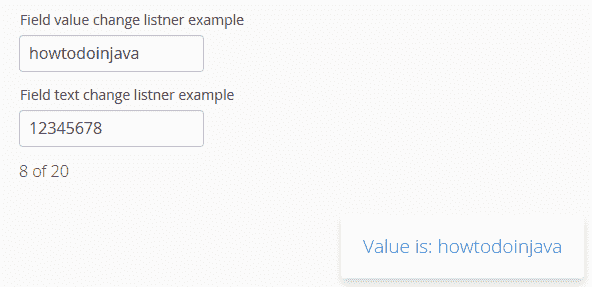 Field value change listner example
howtodoinjava
Field text change listner example
12345678
8 of 20
Value is: howtodoinjava